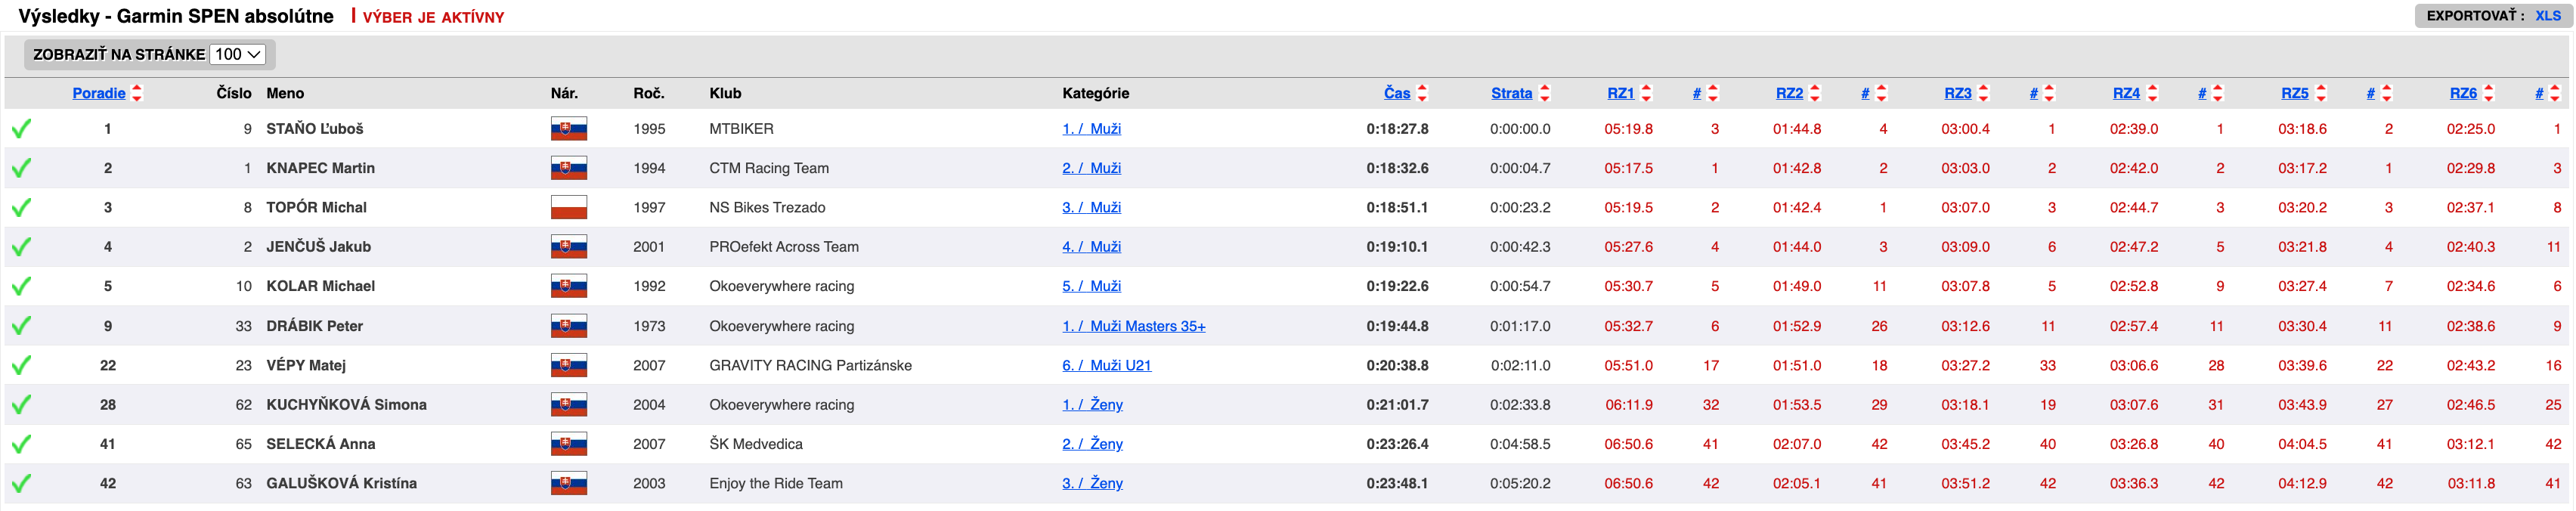 Výsledky - Garmin SPEN absolútne | VÝBER JE AKTÍVNY EXPORTOVAŤ : XLS
ZOBRAZIŤ NA STRÁNKE 100
Poradie Číslo Meno Nár. Roč. Klub Kategórie Čas Strata RZ1 # RZ2 # RZ3 # RZ4 # RZ5 # RZ6 #
1 9 STAŇO Ľuboš 1995 MTBIKER 1. / Muži 0:18:27.8 0:00:00.0 05:19.8 3 01:44.8 4 03:00.4 1 02:39.0 1 03:18.6 2 02:25.0 1
2 1 KNAPEC Martin 1994 CTM Racing Team 2. / Muži 0:18:32.6 0:00:04.7 05:17.5 1 01:42.8 2 03:03.0 2 02:42.0 2 03:17.2 1 02:29.8 3
3 8 TOPÓR Michal 1997 NS Bikes Trezado 3. / Muži 0:18:51.1 0:00:23.2 05:19.5 2 01:42.4 1 03:07.0 3 02:44.7 3 03:20.2 3 02:37.1 8
4 2 JENČUŠ Jakub 2001 PROefekt Across Team 4. / Muži 0:19:10.1 0:00:42.3 05:27.6 4 01:44.0 3 03:09.0 6 02:47.2 5 03:21.8 4 02:40.3 11
5 10 KOLAR Michael 1992 Okoeverywhere racing 5. / Muži 0:19:22.6 0:00:54.7 05:30.7 5 01:49.0 11 03:07.8 5 02:52.8 9 03:27.4 7 02:34.6 6
9 33 DRÁBIK Peter 1973 Okoeverywhere racing 1. / Muži Masters 35+ 0:19:44.8 0:01:17.0 05:32.7 6 01:52.9 26 03:12.6 11 02:57.4 11 03:30.4 11 02:38.6 9
22 23 VÉPY Matej 2007 GRAVITY RACING Partizánske 6. / Muži U21 0:20:38.8 0:02:11.0 05:51.0 17 01:51.0 18 03:27.2 33 03:06.6 28 03:39.6 22 02:43.2 16
28 62 KUCHYŇKOVÁ Simona 2004 Okoeverywhere racing 1. / Ženy 0:21:01.7 0:02:33.8 06:11.9 32 01:53.5 29 03:18.1 19 03:07.6 31 03:43.9 27 02:46.5 25
41 65 SELECKÁ Anna 2007 ŠK Medvedica 2. / Ženy 0:23:26.4 0:04:58.5 06:50.6 41 02:07.0 42 03:45.2 40 03:26.8 40 04:04.5 41 03:12.1 42
42 63 GALUŠKOVÁ Kristína 2003 Enjoy the Ride Team 3. / Ženy 0:23:48.1 0:05:20.2 06:50.6 42 02:05.1 41 03:51.2 42 03:36.3 42 04:12.9 42 03:11.8 41